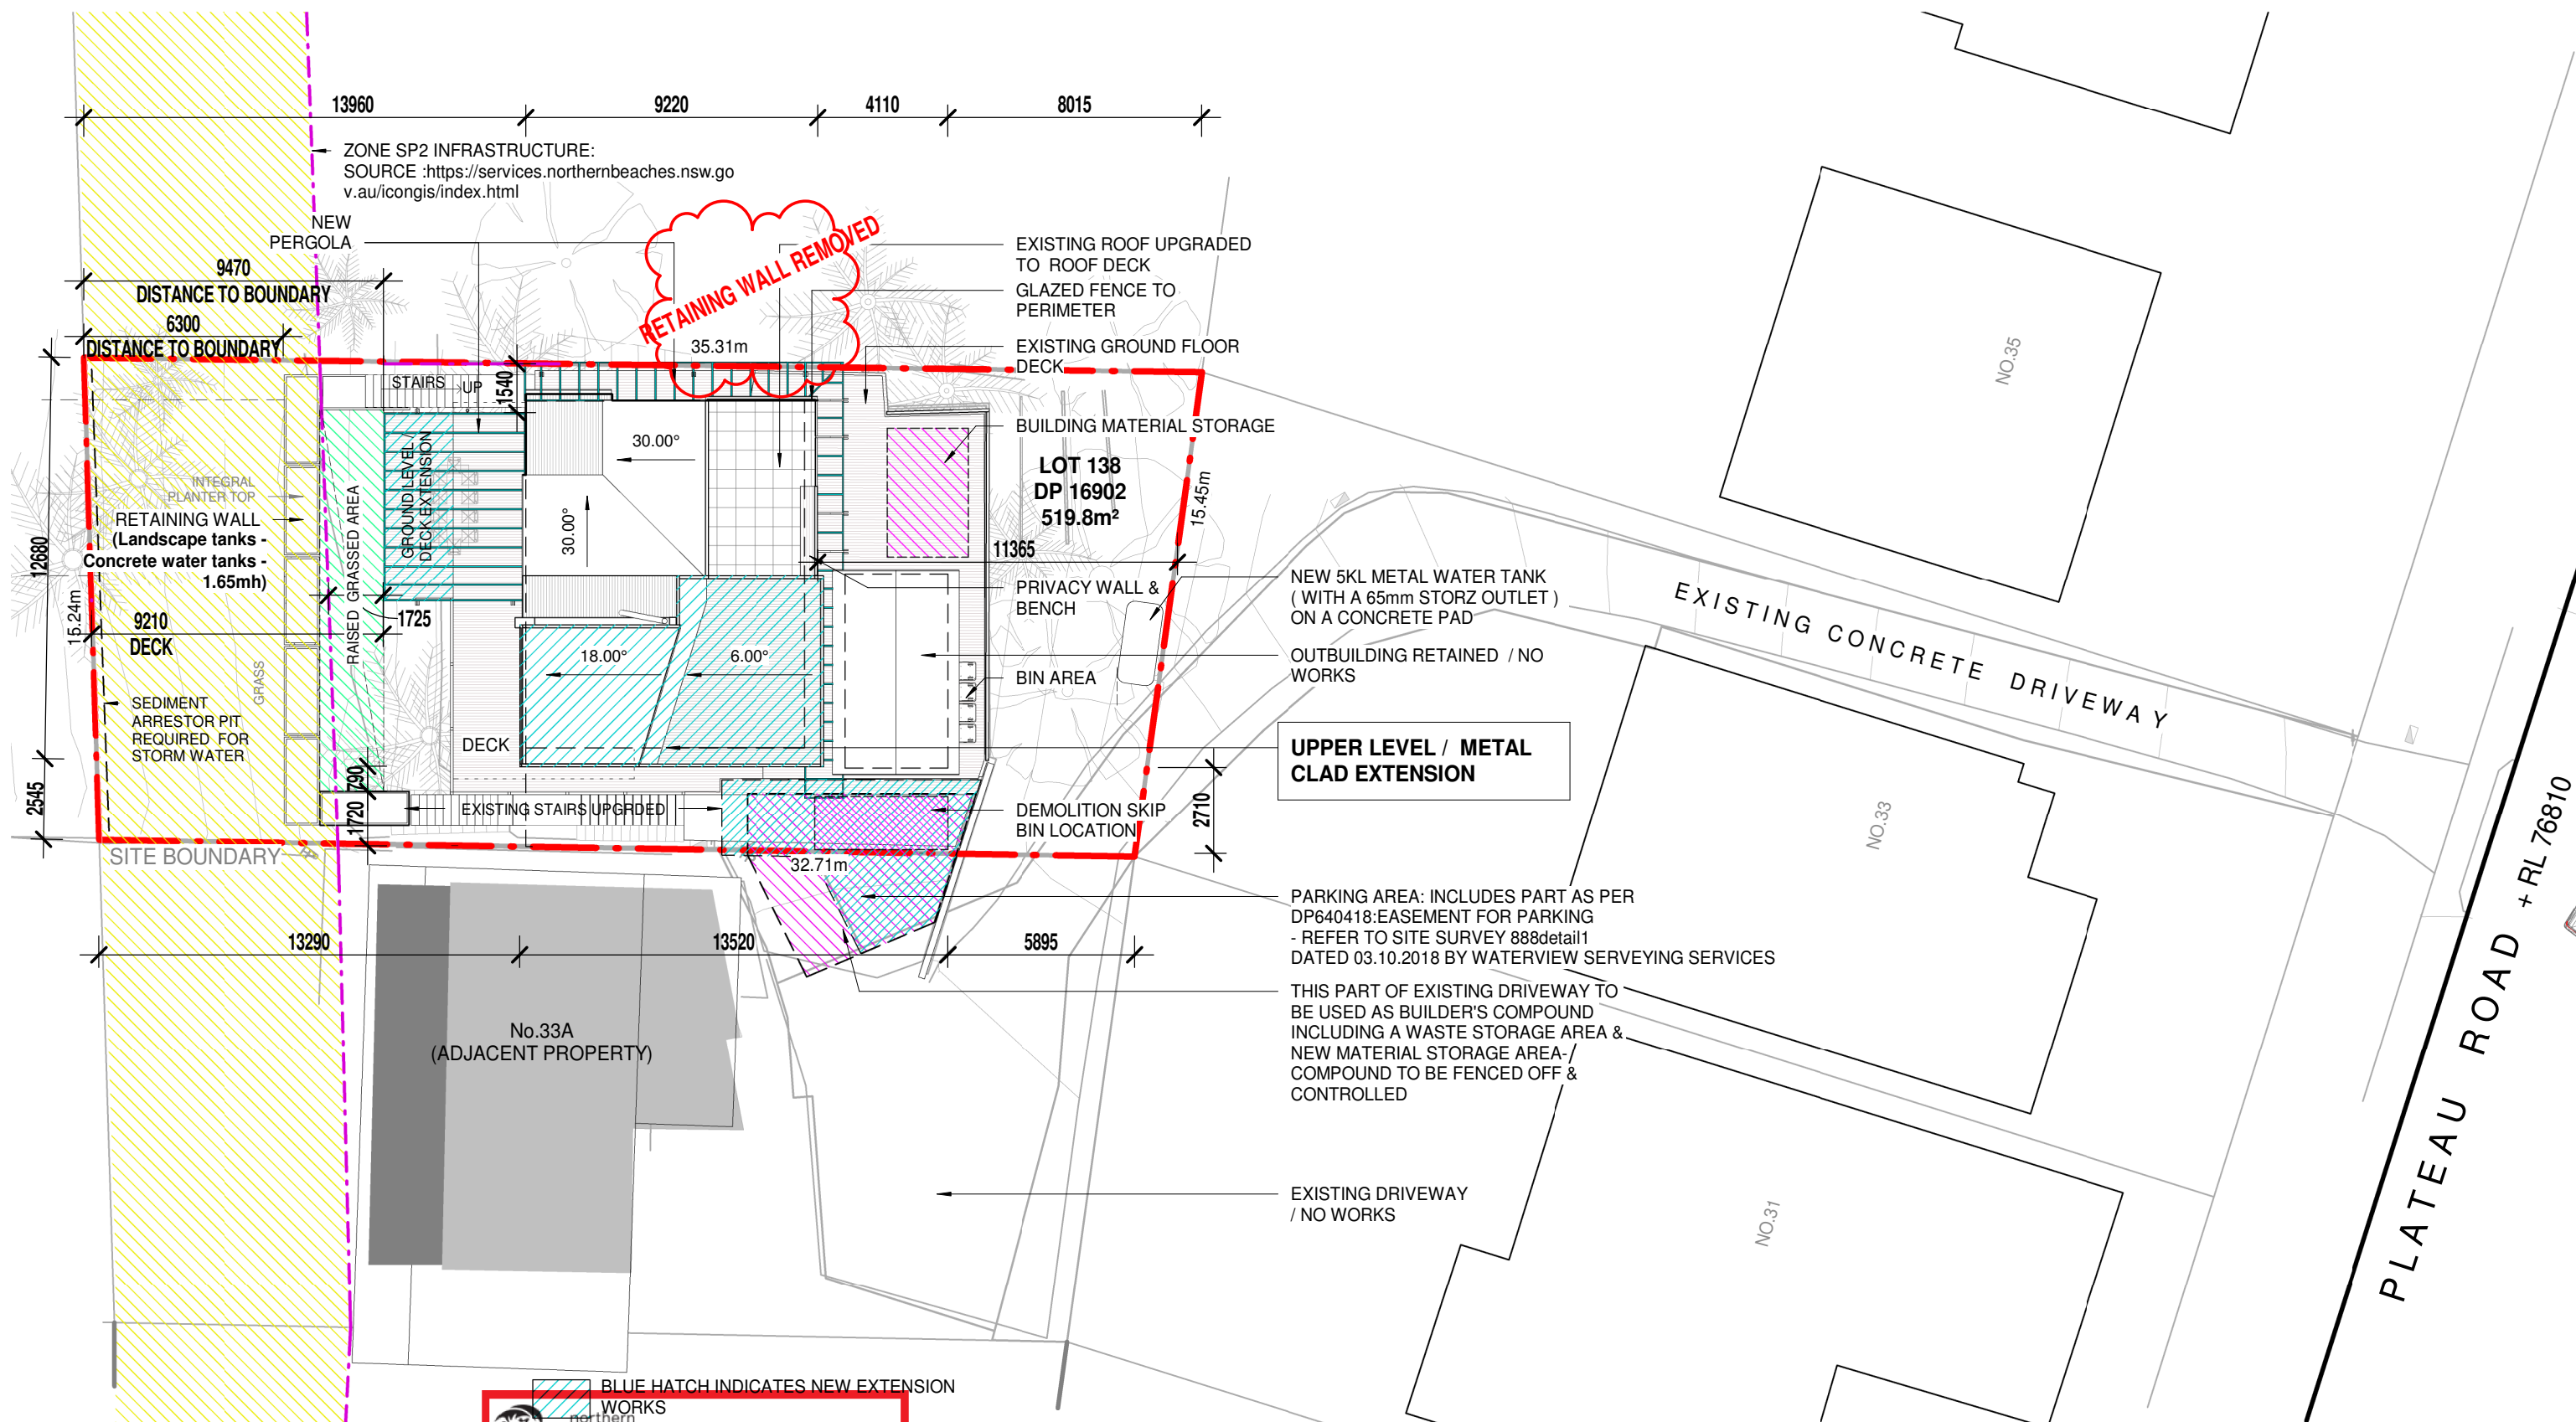 13960
9220
4110
8015
ZONE SP2 INFRASTRUCTURE:
SOURCE :https://services.northernbeaches.nsw.go
v.au/icongis/index.html
NEW
PERGOLA
RETAINING WALL REMOVED
EXISTING ROOF UPGRADED
TO ROOF DECK
GLAZED FENCE TO
PERIMETER
EXISTING GROUND FLOOR
DECK
9470
DISTANCE TO BOUNDARY
6300
DISTANCE TO BOUNDARY
35.31m
STAIRS
UP
1540
BUILDING MATERIAL STORAGE
LOT 138
DP 16902
519.8m²
15.45m
30.00°
30.00°
GROUND LEVEL /
DECK EXTENSION
RAISED GRASSED AREA
INTEGRAL
PLANTER TOP
RETAINING WALL
(Landscape tanks -
Concrete water tanks -
1.65mh)
12680
15.24m
9210
DECK
1725
11365
PRIVACY WALL &
BENCH
NEW 5KL METAL WATER TANK
( WITH A 65mm STORZ OUTLET )
ON A CONCRETE PAD
OUTBUILDING RETAINED / NO
WORKS
BIN AREA
18.00°
6.00°
GRASS
SEDIMENT
ARRESTOR PIT
REQUIRED FOR
STORM WATER
DECK
UPPER LEVEL / METAL
CLAD EXTENSION
2545
790
1720
EXISTING STAIRS UPGRDED
DEMOLITION SKIP
BIN LOCATION
2710
SITE BOUNDARY
32.71m
PARKING AREA: INCLUDES PART AS PER
DP640418:EASEMENT FOR PARKING
- REFER TO SITE SURVEY 888detail1
DATED 03.10.2018 BY WATERVIEW SERVEYING SERVICES
13290
13520
5895
THIS PART OF EXISTING DRIVEWAY TO
BE USED AS BUILDER'S COMPOUND
INCLUDING A WASTE STORAGE AREA &
NEW MATERIAL STORAGE AREA-
COMPOUND TO BE FENCED OFF &
CONTROLLED
No.33A
(ADJACENT PROPERTY)
EXISTING DRIVEWAY
/ NO WORKS
NO.35
EXISTING CONCRETE DRIVEWAY
NO.33
NO.31
PLATEAU ROAD + RL 76810
BLUE HATCH INDICATES NEW EXTENSION
WORKS
northern